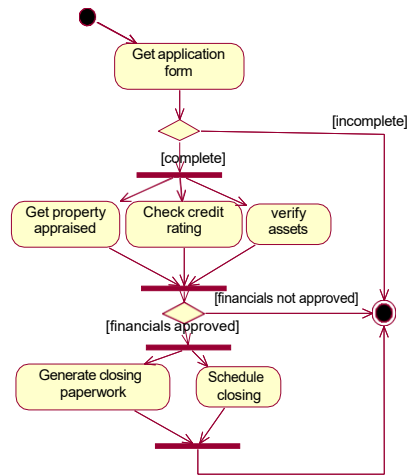 Get application
form
[incomplete]
[complete]
Get property
appraised
Check credit
rating
verify
assets
[financials not approved]
[financials approved]
Generate closing
paperwork
Schedule
closing